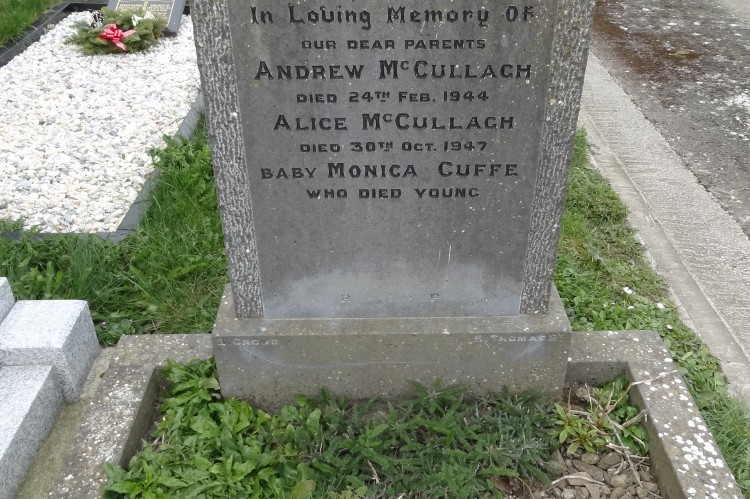 In Loving Memory Of
OUR DEAR PARENTS
ANDREW McCULLAGH
DIED 24TH FEB. 1944
ALICE McCULLAGH
DIED 30TH OCT. 1947
BABY MONICA CUFFE
WHO DIED YOUNG